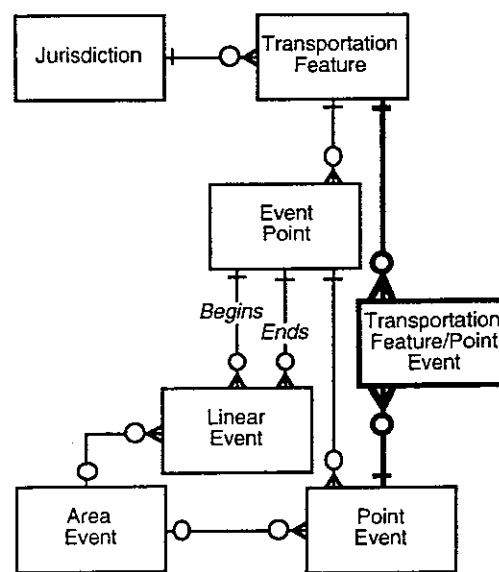 Jurisdiction
Transportation
Feature
Event
Point
Begins
Ends
Transportation
Feature/Point
Event
Linear
Event
Area
Event
Point
Event